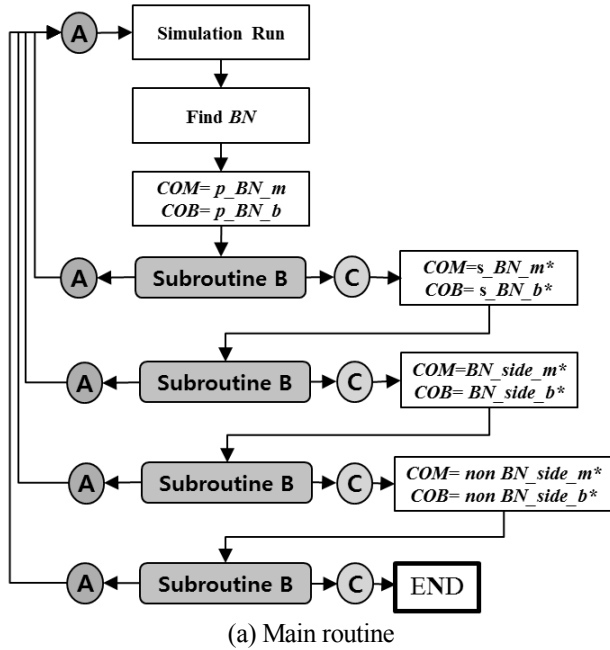 A
Simulation Run
Find BN
COM= p_BN_m
COB= p_BN_b
A
Subroutine B
C
COM=s_BN_m*
COB= s_BN_b*
A
Subroutine B
C
COM=BN_side_m*
COB= BN_side_b*
A
Subroutine B
C
COM= non BN_side_m*
COB= non BN_side_b*
A
Subroutine B
C
END
(a) Main routine